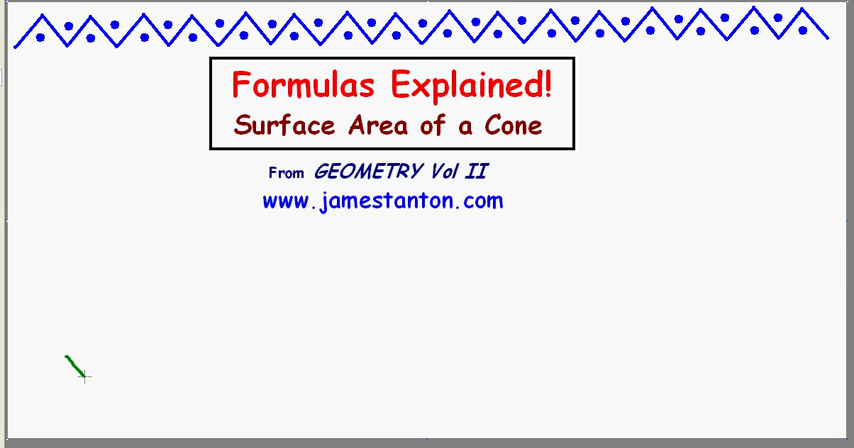 Formulas Explained!
Surface Area of a Cone
From GEOMETRY Vol II
www.jamestanton.com